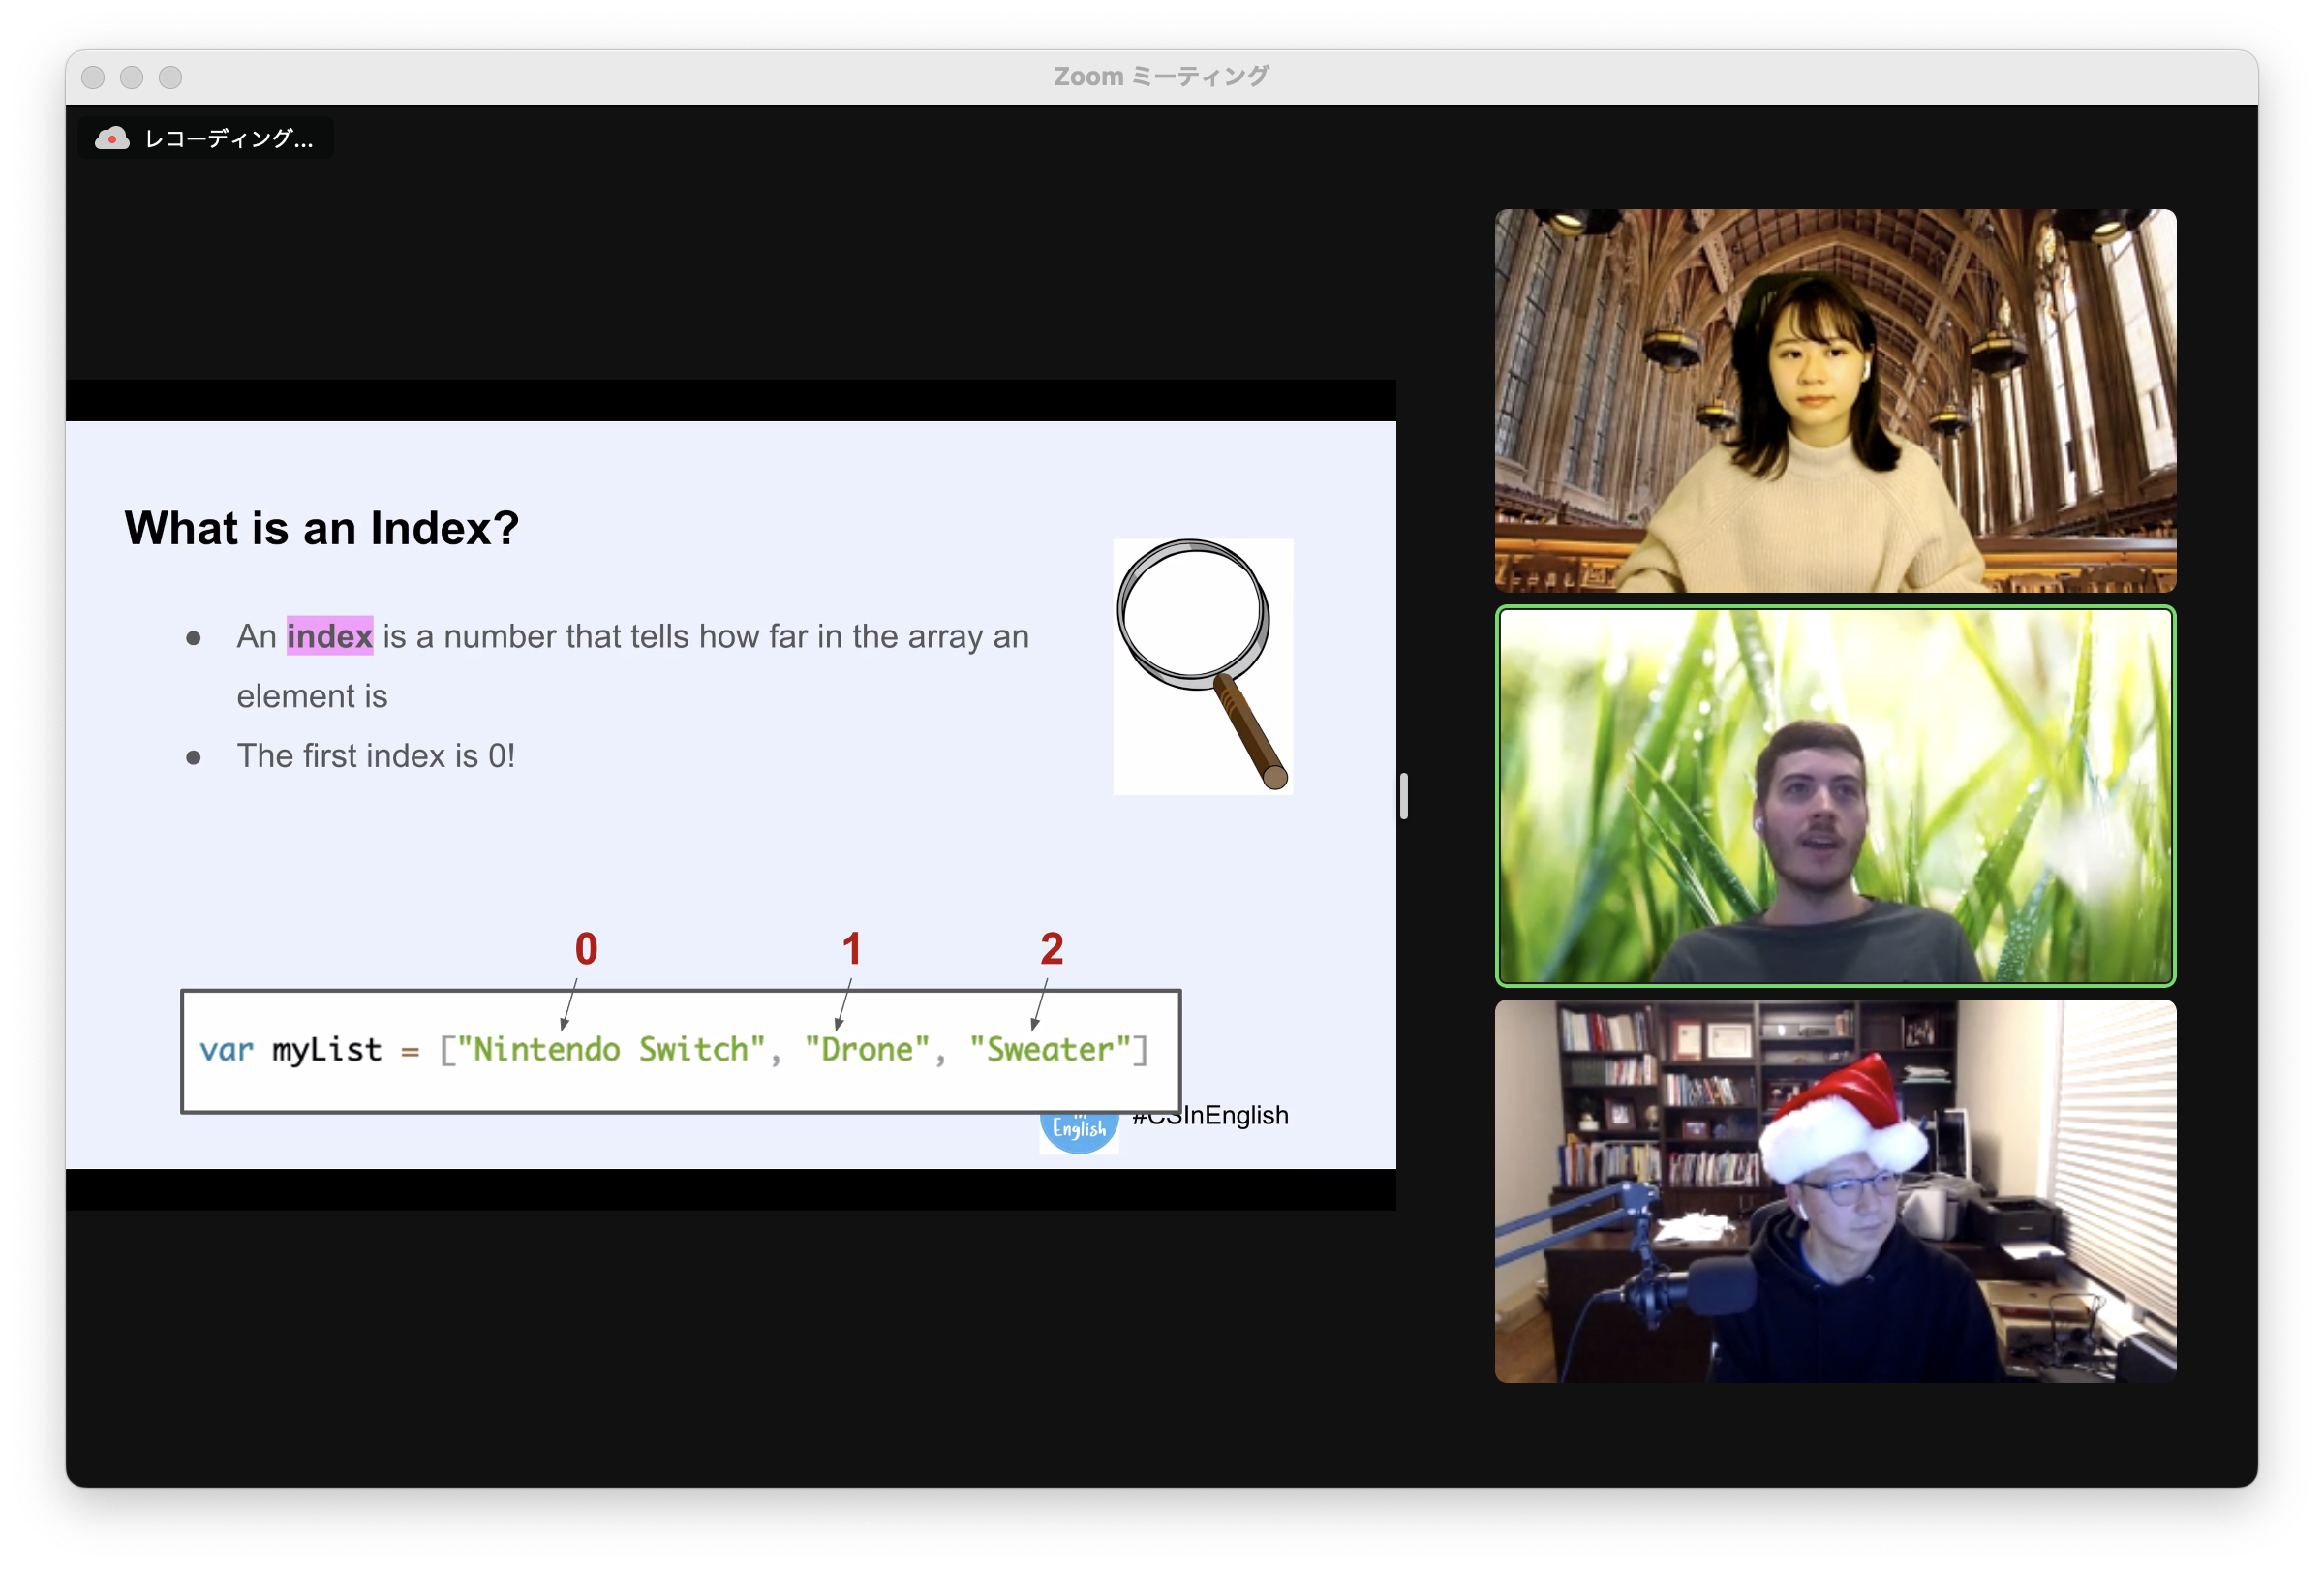 Zoom ミーティング
レコーディング...
What is an Index?
● An index is a number that tells how far in the array an
element is
● The first index is 0!
0 1 2
var myList = ["Nintendo Switch", "Drone", "Sweater"]
English #CSInEnglish